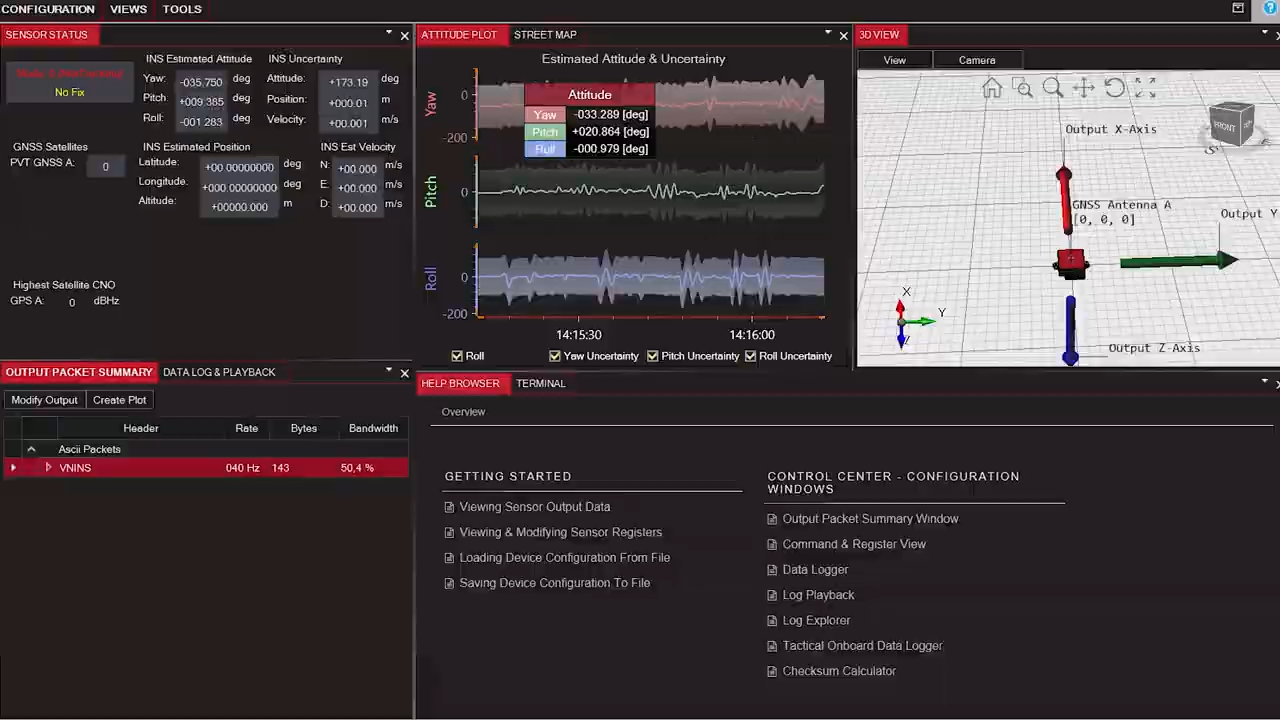 CONFIGURATION VIEWS TOOLS
SENSOR STATUS
No Fix
INS Estimated Attitude INS Uncertainty
Yaw: -035.750 deg Attitude: +173.19 deg
Pitch +009.385 deg Position: +000.01 m
Roll: -001.283 deg Velocity: +00.001 m/s
GNSS Satellites INS Estimated Position INS Est Velocity
PVT GNSS A: 0
Latitude: +00.00000000 deg N: +00.000 m/s
Longitude: +000.00000000 deg E: +00.000 m/s
Altitude: +00000.000 m D: +00.000 m/s
Highest Satellite CNO
GPS A: 0 dBHz
ATTITUDE PLOT STREET MAP
Estimated Attitude & Uncertainty
Yaw
0
-200
Attitude
Yaw -033.289 [deg]
Pitch +020.864 [deg]
Roll -000.979 [deg]
Pitch
0
Roll
0
-200
14:15:30 14:16:00
Roll Yaw Uncertainty Pitch Uncertainty Roll Uncertainty
3D VIEW
View Camera
FRONT
Output X-Axis
GNSS Antenna A
[0, 0, 0]
Output Y
X
Y
Z
Output Z-Axis
OUTPUT PACKET SUMMARY DATA LOG & PLAYBACK
Modify Output Create Plot
Header Rate Bytes Bandwidth
Ascii Packets
VNINS 040 Hz 143 50,4 %
HELP BROWSER TERMINAL
Overview
GETTING STARTED
Viewing Sensor Output Data
Viewing & Modifying Sensor Registers
Loading Device Configuration From File
Saving Device Configuration To File
CONTROL CENTER - CONFIGURATION
WINDOWS
Output Packet Summary Window
Command & Register View
Data Logger
Log Playback
Log Explorer
Tactical Onboard Data Logger
Checksum Calculator